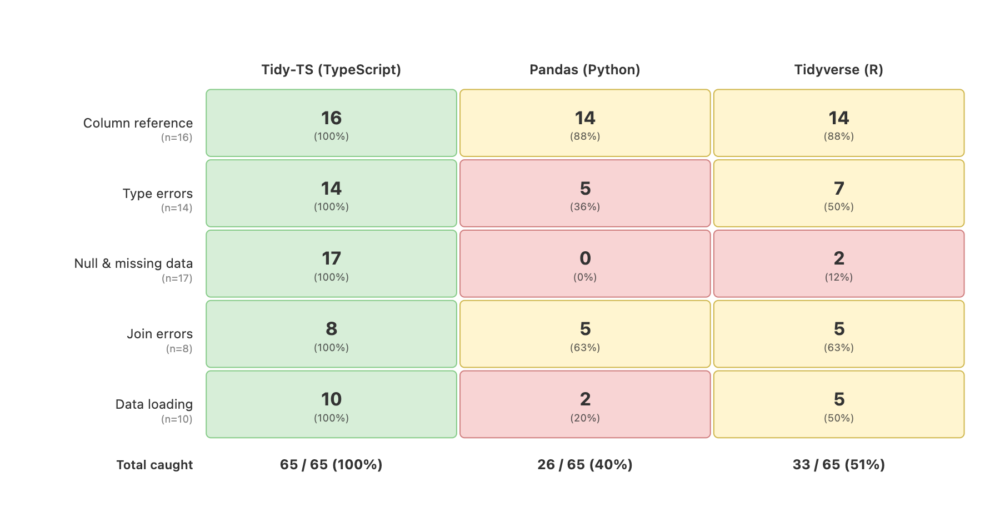 Tidy-TS (TypeScript) Pandas (Python) Tidyverse (R)
Column reference 16 14 14
(n=16) (100%) (88%) (88%)
Type errors 14 5 7
(n=14) (100%) (36%) (50%)
Null & missing data 17 0 2
(n=17) (100%) (0%) (12%)
Join errors 8 5 5
(n=8) (100%) (63%) (63%)
Data loading 10 2 5
(n=10) (100%) (20%) (50%)
Total caught 65 / 65 (100%) 26 / 65 (40%) 33 / 65 (51%)